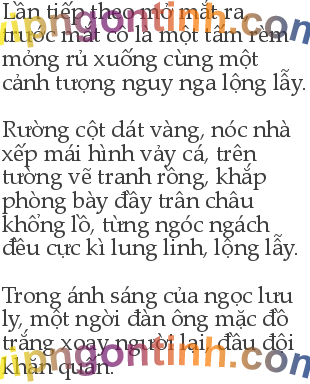 Lần tiếp theo mở mắt ra,
trước mắt cô là một tấm rèm
mỏng rủ xuống cùng một
cảnh tượng nguy nga lộng lẫy.
Rường cột dát vàng, nóc nhà
xếp mái hình vảy cá, trên
tường vẽ tranh rồng, khắp
phòng bày đầy trân châu
khổng lồ, từng ngóc ngách
đều cực kì lung linh, lộng lẫy.
Trong ánh sáng của ngọc lưu
ly, một ngời đàn ông mặc đồ
trắng xoay người lại, đầu đội
khăn quấn.
vipngontinh.com
vipngontinh.com